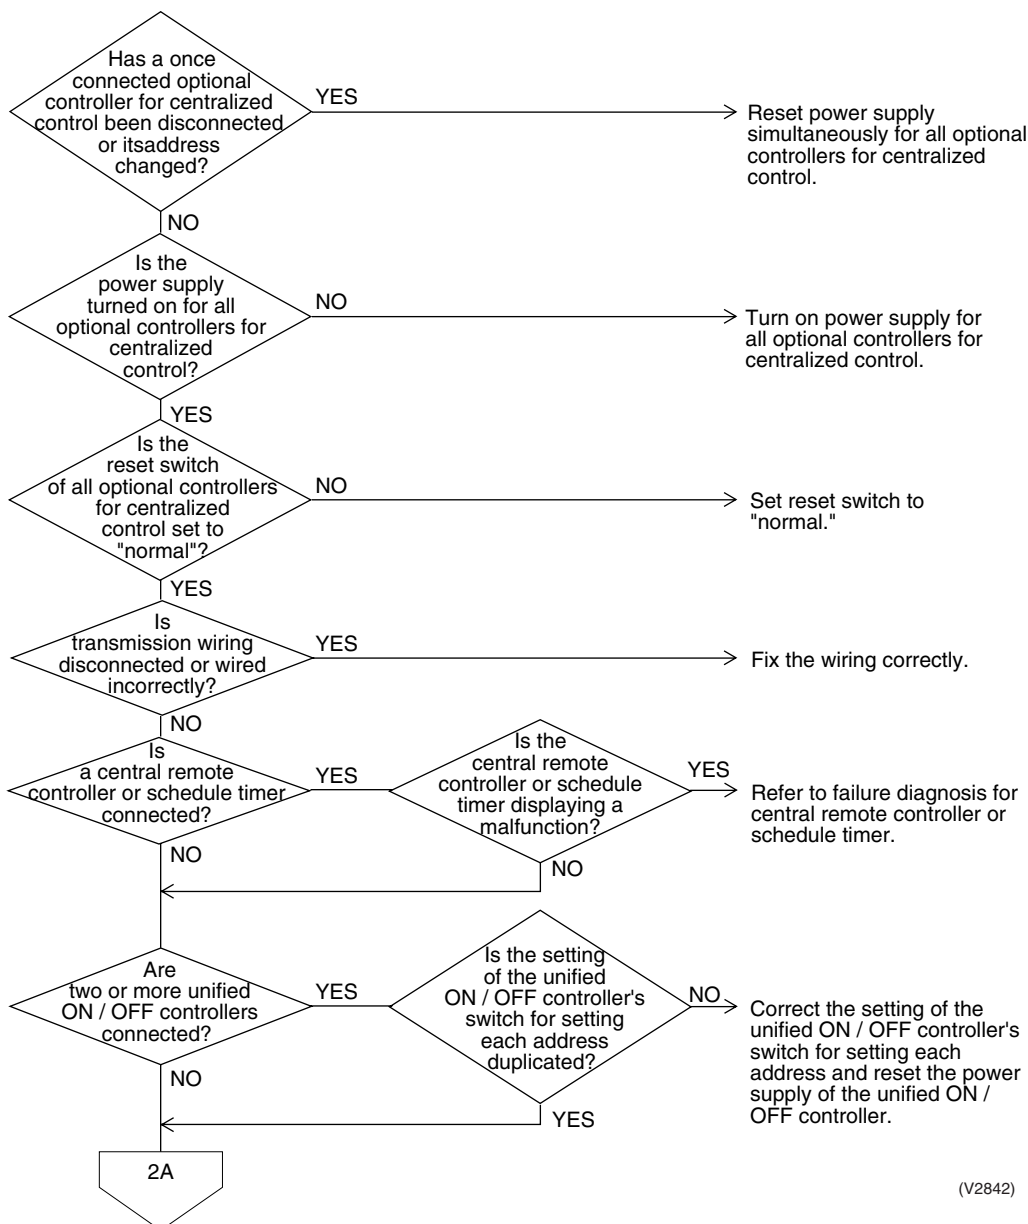 Has a once
connected optional
controller for centralized
control been disconnected
or itsaddress
changed?
YES
Reset power supply
simultaneously for all optional
controllers for centralized
control.
NO
Is the
power supply
turned on for all
optional controllers for
centralized
control?
NO
Turn on power supply for
all optional controllers for
centralized control.
YES
Is the
reset switch
of all optional controllers
for centralized
control set to
"normal"?
NO
Set reset switch to
"normal."
YES
Is
transmission wiring
disconnected or wired
incorrectly?
YES
Fix the wiring correctly.
NO
Is
a central remote
controller or schedule timer
connected?
YES
Is the
central remote
controller or schedule
timer displaying a
malfunction?
YES
Refer to failure diagnosis for
central remote controller or
schedule timer.
NO
NO
Are
two or more unified
ON / OFF controllers
connected?
YES
Is the setting
of the unified
ON / OFF controller's
switch for setting
each address
duplicated?
NO
Correct the setting of the
unified ON / OFF controller's
switch for setting each
address and reset the power
supply of the unified ON /
OFF controller.
NO
YES
2A
(V2842)